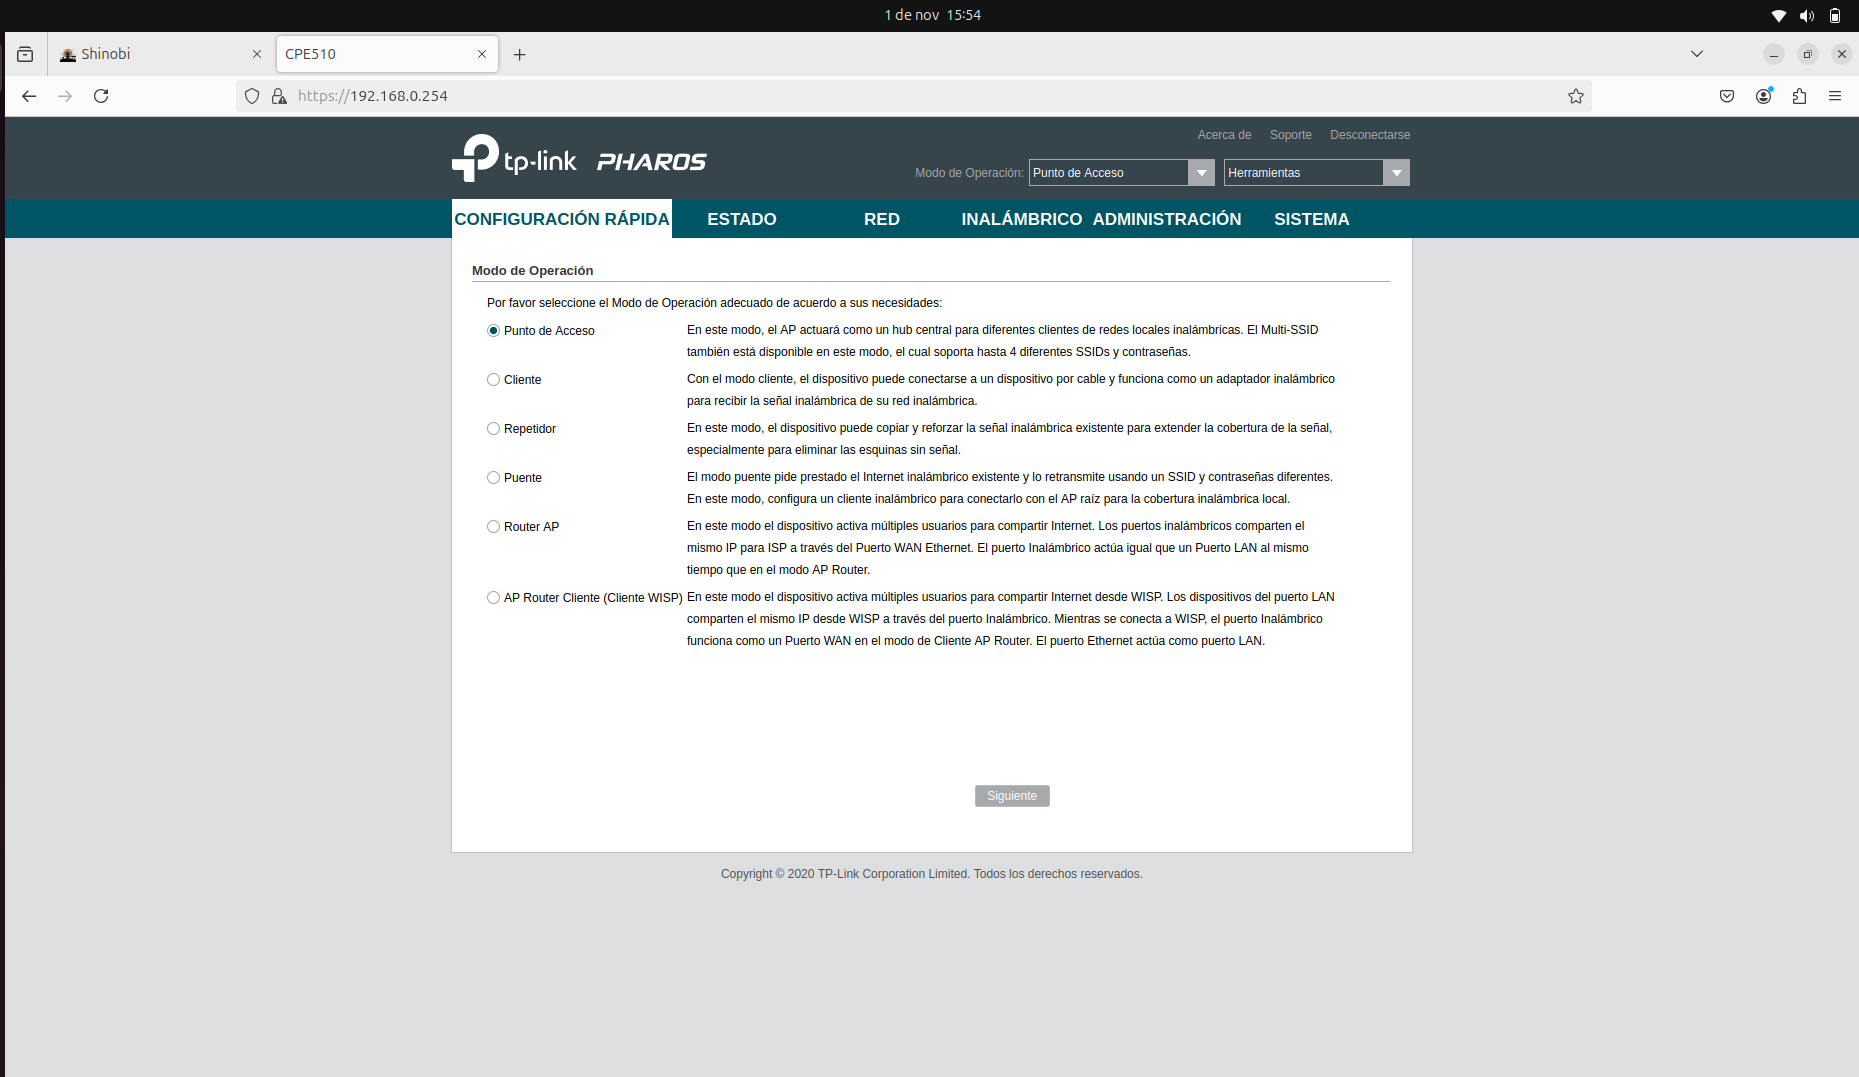 1 de nov 15:54
Shinobi
CPE510
https://192.168.0.254
Acerca de Soporte Desconectarse
tp-link PHAROS
Modo de Operación: Punto de Acceso Herramientas
CONFIGURACIÓN RÁPIDA ESTADO RED INALÁMBRICO ADMINISTRACIÓN SISTEMA
Modo de Operación
Por favor seleccione el Modo de Operación adecuado de acuerdo a sus necesidades:
Punto de Acceso En este modo, el AP actuará como un hub central para diferentes clientes de redes locales inalámbricas. El Multi-SSID
también está disponible en este modo, el cual soporta hasta 4 diferentes SSIDs y contraseñas.
Cliente Con el modo cliente, el dispositivo puede conectarse a un dispositivo por cable y funciona como un adaptador inalámbrico
para recibir la señal inalámbrica de su red inalámbrica.
Repetidor En este modo, el dispositivo puede copiar y reforzar la señal inalámbrica existente para extender la cobertura de la señal,
especialmente para eliminar las esquinas sin señal.
Puente El modo puente pide prestado el Internet inalámbrico existente y lo retransmite usando un SSID y contraseñas diferentes.
En este modo, configura un cliente inalámbrico para conectarlo con el AP raíz para la cobertura inalámbrica local.
Router AP En este modo el dispositivo activa múltiples usuarios para compartir Internet. Los puertos inalámbricos comparten el
mismo IP para ISP a través del Puerto WAN Ethernet. El puerto Inalámbrico actúa igual que un Puerto LAN al mismo
tiempo que en el modo AP Router.
AP Router Cliente (Cliente WISP) En este modo el dispositivo activa múltiples usuarios para compartir Internet desde WISP. Los dispositivos del puerto LAN
comparten el mismo IP desde WISP a través del puerto Inalámbrico. Mientras se conecta a WISP, el puerto Inalámbrico
funciona como un Puerto WAN en el modo de Cliente AP Router. El puerto Ethernet actúa como puerto LAN.
Siguiente
Copyright © 2020 TP-Link Corporation Limited. Todos los derechos reservados.